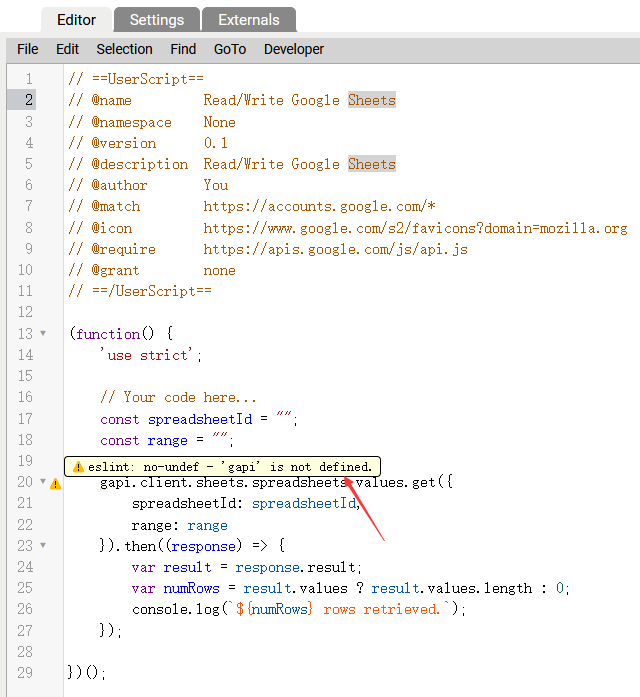 Editor Settings Externals
File Edit Selection Find GoTo Developer
1 // ==UserScript==
2 // @name Read/Write Google Sheets
3 // @namespace None
4 // @version 0.1
5 // @description Read/Write Google Sheets
6 // @author You
7 // @match https://accounts.google.com/*
8 // @icon https://www.google.com/s2/favicons?domain=mozilla.org
9 // @require https://apis.google.com/js/api.js
10 // @grant none
11 // ==/UserScript==
12
13 (function() {
14 'use strict';
15
16 // Your code here...
17 const spreadsheetId = "";
18 const range = "";
19 eslint: no-undef - 'gapi' is not defined.
20 gapi.client.sheets.spreadsheets.values.get({
21 spreadsheetId: spreadsheetId,
22 range: range
23 }).then((response) => {
24 var result = response.result;
25 var numRows = result.values ? result.values.length : 0;
26 console.log(`${numRows} rows retrieved.`);
27 });
28
29 })();